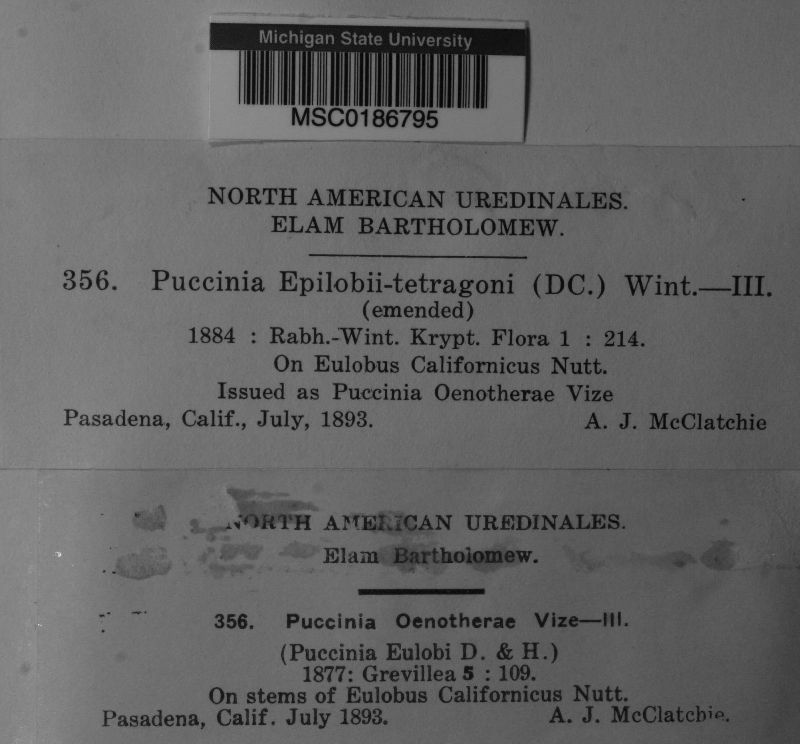 Michigan State University
MSC0186795
NORTH AMERICAN UREDINALES.
ELAM BARTHOLOMEW.
356. Puccinia Epilobii-tetragoni (DC.) Wint.—III.
(emended)
1884 : Rabh.-Wint. Krypt. Flora 1 : 214.
On Eulobus Californicus Nutt.
Issued as Puccinia Oenotherae Vize
Pasadena, Calif., July, 1893. A. J. McClatchie
NORTH AMERICAN UREDINALES.
Elam Bartholomew.
356. Puccinia Oenotherae Vize—III.
(Puccinia Eulobi D. & H.)
1877: Grevillea 5 : 109.
On stems of Eulobus Californicus Nutt.
Pasadena, Calif. July 1893. A. J. McClatchie.